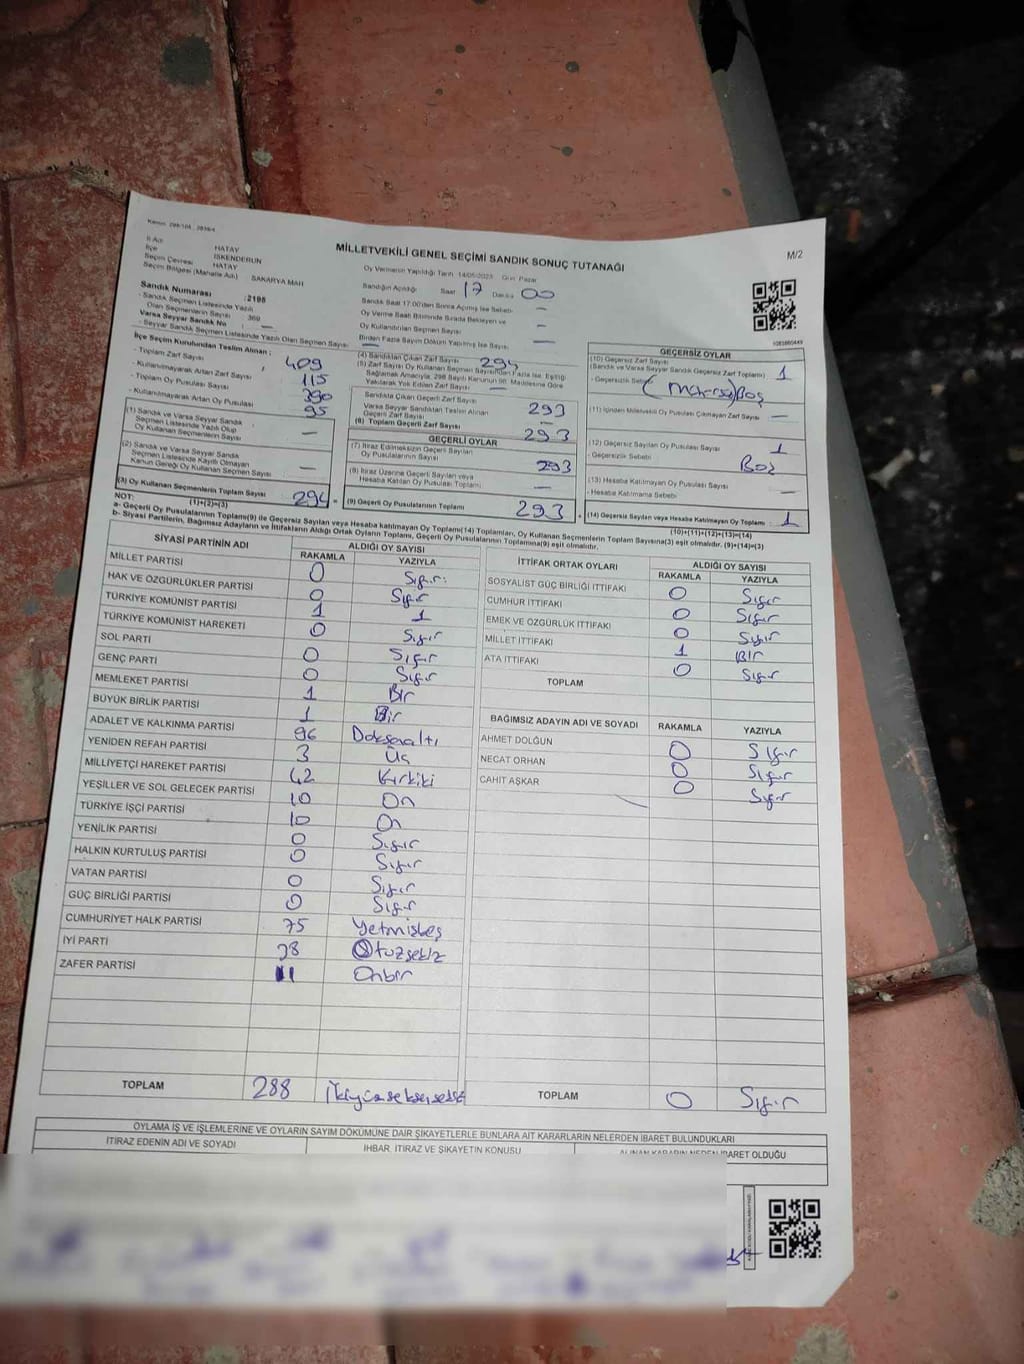 MİLLETVEKİLİ GENEL SEÇİMİ SANDIK SONUÇ TUTANAĞI
M/2
İl Adı HATAY
İlçe İSKENDERUN
Seçim Çevresi HATAY
Seçim Bölgesi (Mahalle Adı) : SAKARYA MAH
Sandık Numarası : 2198
- Sandık Seçmen Listesinde Yazılı Olan Seçmenlerin Sayısı : 369
Varsa Seyyar Sandık No : —
- Seyyar Sandık Seçmen Listesinde Yazılı Olan Seçmen Sayısı: —
Oy Vermenin Yapıldığı Tarih 14/05/2023 Gün: Pazar
Sandığın Açıldığı Saat 17 Dakika 00
Sandık Saat 17.00'den Sonra Açılmış İse Sebebi —
Oy Verme Saati Bitiminde Sırada Bekleyen ve Oy Kullandırılan Seçmen Sayısı —
Birden Fazla Sayım Döküm Yapılmış İse Sayısı —
İlçe Seçim Kurulundan Teslim Alınan ;
- Toplam Zarf Sayısı 409
- Kullanılmayarak Artan Zarf Sayısı 115
- Toplam Oy Pusulası Sayısı 390
- Kullanılmayarak Artan Oy Pusulası 95
(1) Sandık ve Varsa Seyyar Sandık Seçmen Listesinde Yazılı Olup Oy Kullanan Seçmenlerin Sayısı —
(2) Sandık ve Varsa Seyyar Sandık Seçmen Listesinde Kayıtlı Olmayan Kanun Gereği Oy Kullanan Seçmen Sayısı —
(3) Oy Kullanan Seçmenlerin Toplam Sayısı (1)+(2)=(3) 294
(4) Sandıktan Çıkan Zarf Sayısı 294
(5) Zarf Sayısı Oy Kullanan Seçmen Sayısından Fazla ise, Eşitliği Sağlamak Amacıyla, 298 Sayılı Kanunun 98. Maddesine Göre Yakılarak Yok Edilen Zarf Sayısı —
Sandıkta Çıkan Geçerli Zarf Sayısı 293
Varsa Seyyar Sandıktan Teslim Alınan Geçerli Zarf Sayısı —
(6) Toplam Geçerli Zarf Sayısı 293
GEÇERLİ OYLAR
(7) İtiraz Edilmeksizin Geçerli Sayılan Oy Pusulalarının Sayısı 293
(8) İtiraz Üzerine Geçerli Sayılan veya Hesaba Katılan Oy Pusulası Toplamı —
(9) Geçerli Oy Pusulalarının Toplamı 293
GEÇERSİZ OYLAR
(10) Geçersiz Zarf Sayısı (Sandık ve Varsa Seyyar Sandık Geçersiz Zarf Toplamı) 1
- Geçersizlik Sebebi Boş
(11) İçinden Milletvekili Oy Pusulası Çıkmayan Zarf Sayısı —
(12) Geçersiz Sayılan Oy Pusulası Sayısı 1
- Geçersizlik Sebebi Boş
(13) Hesaba Katılmayan Oy Pusulası Sayısı —
- Hesaba Katılmama Sebebi
(14) Geçersiz Sayılan veya Hesaba Katılmayan Oy Toplamı 1
(10)+(11)+(12)+(13)=(14)
NOT:
a- Geçerli Oy Pusulalarının Toplamı(9) ile Geçersiz Sayılan veya Hesaba katılmayan Oy Toplamı(14) Toplamları, Oy Kullanan Seçmenlerin Toplam Sayısına(3) eşit olmalıdır. (9)+(14)=(3)
b- Siyasi Partilerin, Bağımsız Adayların ve İttifakların Aldığı Ortak Oyların Toplamı, Geçerli Oy Pusulalarının Toplamına(9) eşit olmalıdır.
SİYASİ PARTİNİN ADI ALDIĞI OY SAYISI
RAKAMLA YAZIYLA
MİLLET PARTİSİ 0 Sıfır
HAK VE ÖZGÜRLÜKLER PARTİSİ 0 Sıfır
TÜRKİYE KOMÜNİST PARTİSİ 1 1
TÜRKİYE KOMÜNİST HAREKETİ 0 Sıfır
SOL PARTİ 0 Sıfır
GENÇ PARTİ 0 Sıfır
MEMLEKET PARTİSİ 1 Bir
BÜYÜK BİRLİK PARTİSİ 1 Bir
ADALET VE KALKINMA PARTİSİ 96 Doksanaltı
YENİDEN REFAH PARTİSİ 3 Üç
MİLLİYETÇİ HAREKET PARTİSİ 42 Kırkiki
YEŞİLLER VE SOL GELECEK PARTİSİ 10 On
TÜRKİYE İŞÇİ PARTİSİ 10 On
YENİLİK PARTİSİ 0 Sıfır
HALKIN KURTULUŞ PARTİSİ 0 Sıfır
VATAN PARTİSİ 0 Sıfır
GÜÇ BİRLİĞİ PARTİSİ 0 Sıfır
CUMHURİYET HALK PARTİSİ 75 Yetmişbeş
İYİ PARTİ 38 Otuzsekiz
ZAFER PARTİSİ 11 Onbir
TOPLAM 288
İTTİFAK ORTAK OYLARI ALDIĞI OY SAYISI
RAKAMLA YAZIYLA
SOSYALİST GÜÇ BİRLİĞİ İTTİFAKI 0 Sıfır
CUMHUR İTTİFAKI 0 Sıfır
EMEK VE ÖZGÜRLÜK İTTİFAKI 0 Sıfır
MİLLET İTTİFAKI 1 Bir
ATA İTTİFAKI 0 Sıfır
TOPLAM
BAĞIMSIZ ADAYIN ADI VE SOYADI RAKAMLA YAZIYLA
AHMET DOLĞUN 0 Sıfır
NECAT ORHAN 0 Sıfır
CAHİT AŞKAR 0 Sıfır
TOPLAM 0 Sıfır
OYLAMA İŞ VE İŞLEMLERİNE VE OYLARIN SAYIM DÖKÜMÜNE DAİR ŞİKAYETLERLE BUNLARA AİT KARARLARIN NELERDEN İBARET BULUNDUKLARI
İTİRAZ EDENİN ADI VE SOYADI İHBAR, İTİRAZ VE ŞİKAYETİN KONUSU ALINAN KARARIN NEDEN İBARET OLDUĞU